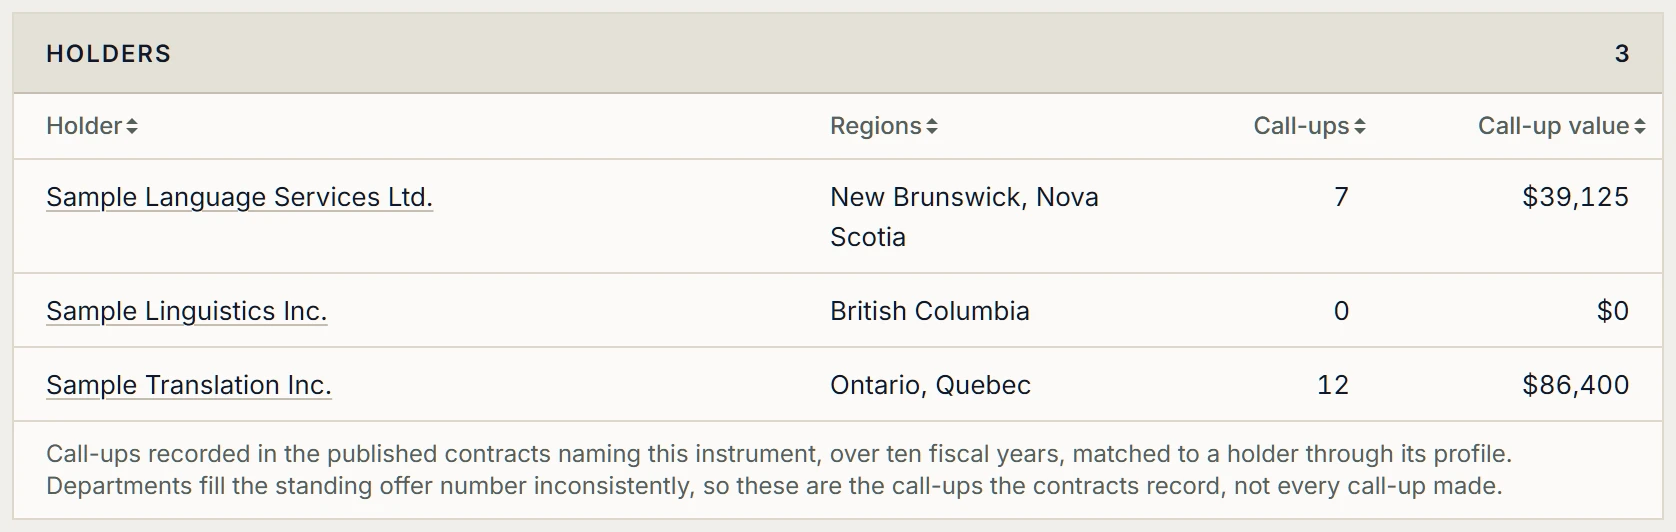 HOLDERS 3
Holder Regions Call-ups Call-up value
Sample Language Services Ltd. New Brunswick, Nova 7 $39,125
Scotia
Sample Linguistics Inc. British Columbia 0 $0
Sample Translation Inc. Ontario, Quebec 12 $86,400
Call-ups recorded in the published contracts naming this instrument, over ten fiscal years, matched to a holder through its profile.
Departments fill the standing offer number inconsistently, so these are the call-ups the contracts record, not every call-up made.